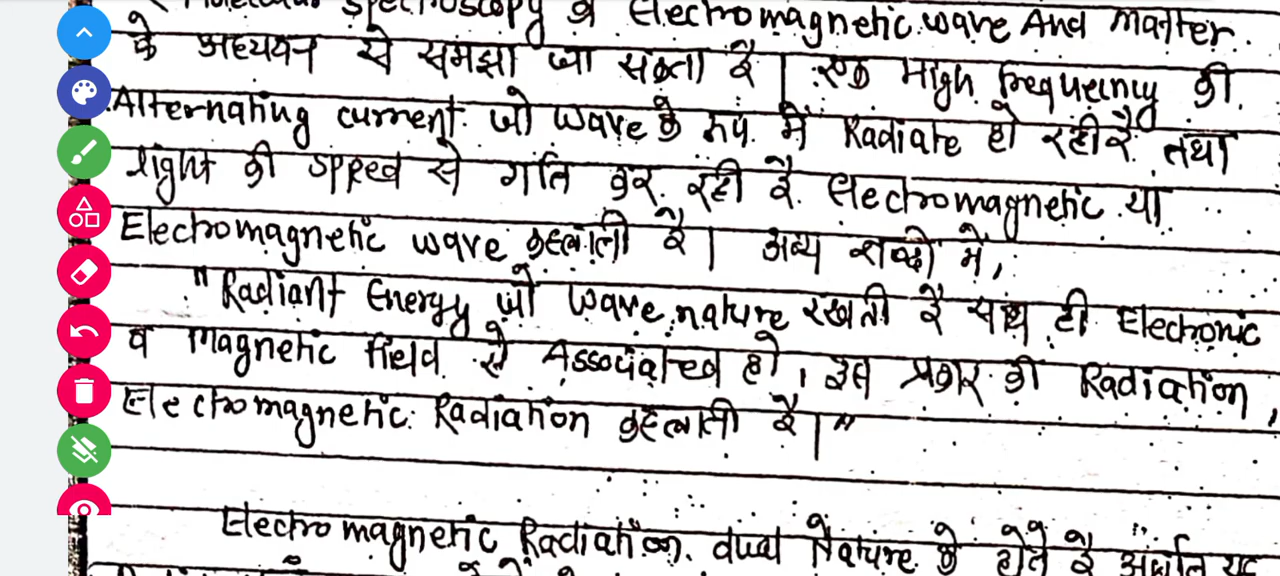 Molecular Spectroscopy व Electromagnetic wave And Matter
के अध्ययन से समझा जा सकता है | एक High frequency की
Alternating current जो wave के रूप में Radiate हो रही है तथा
light की speed से गति कर रही है Electromagnetic या
Electromagnetic wave कहलाती है | अन्य शब्दों में,
"Radiant Energy जो wave nature रखती है साथ ही Electronic
व Magnetic field से Associated हो, इस प्रकार की Radiation,
Electromagnetic Radiation कहलाती है |"
Electromagnetic Radiation dual Nature के होते है अर्थात यह